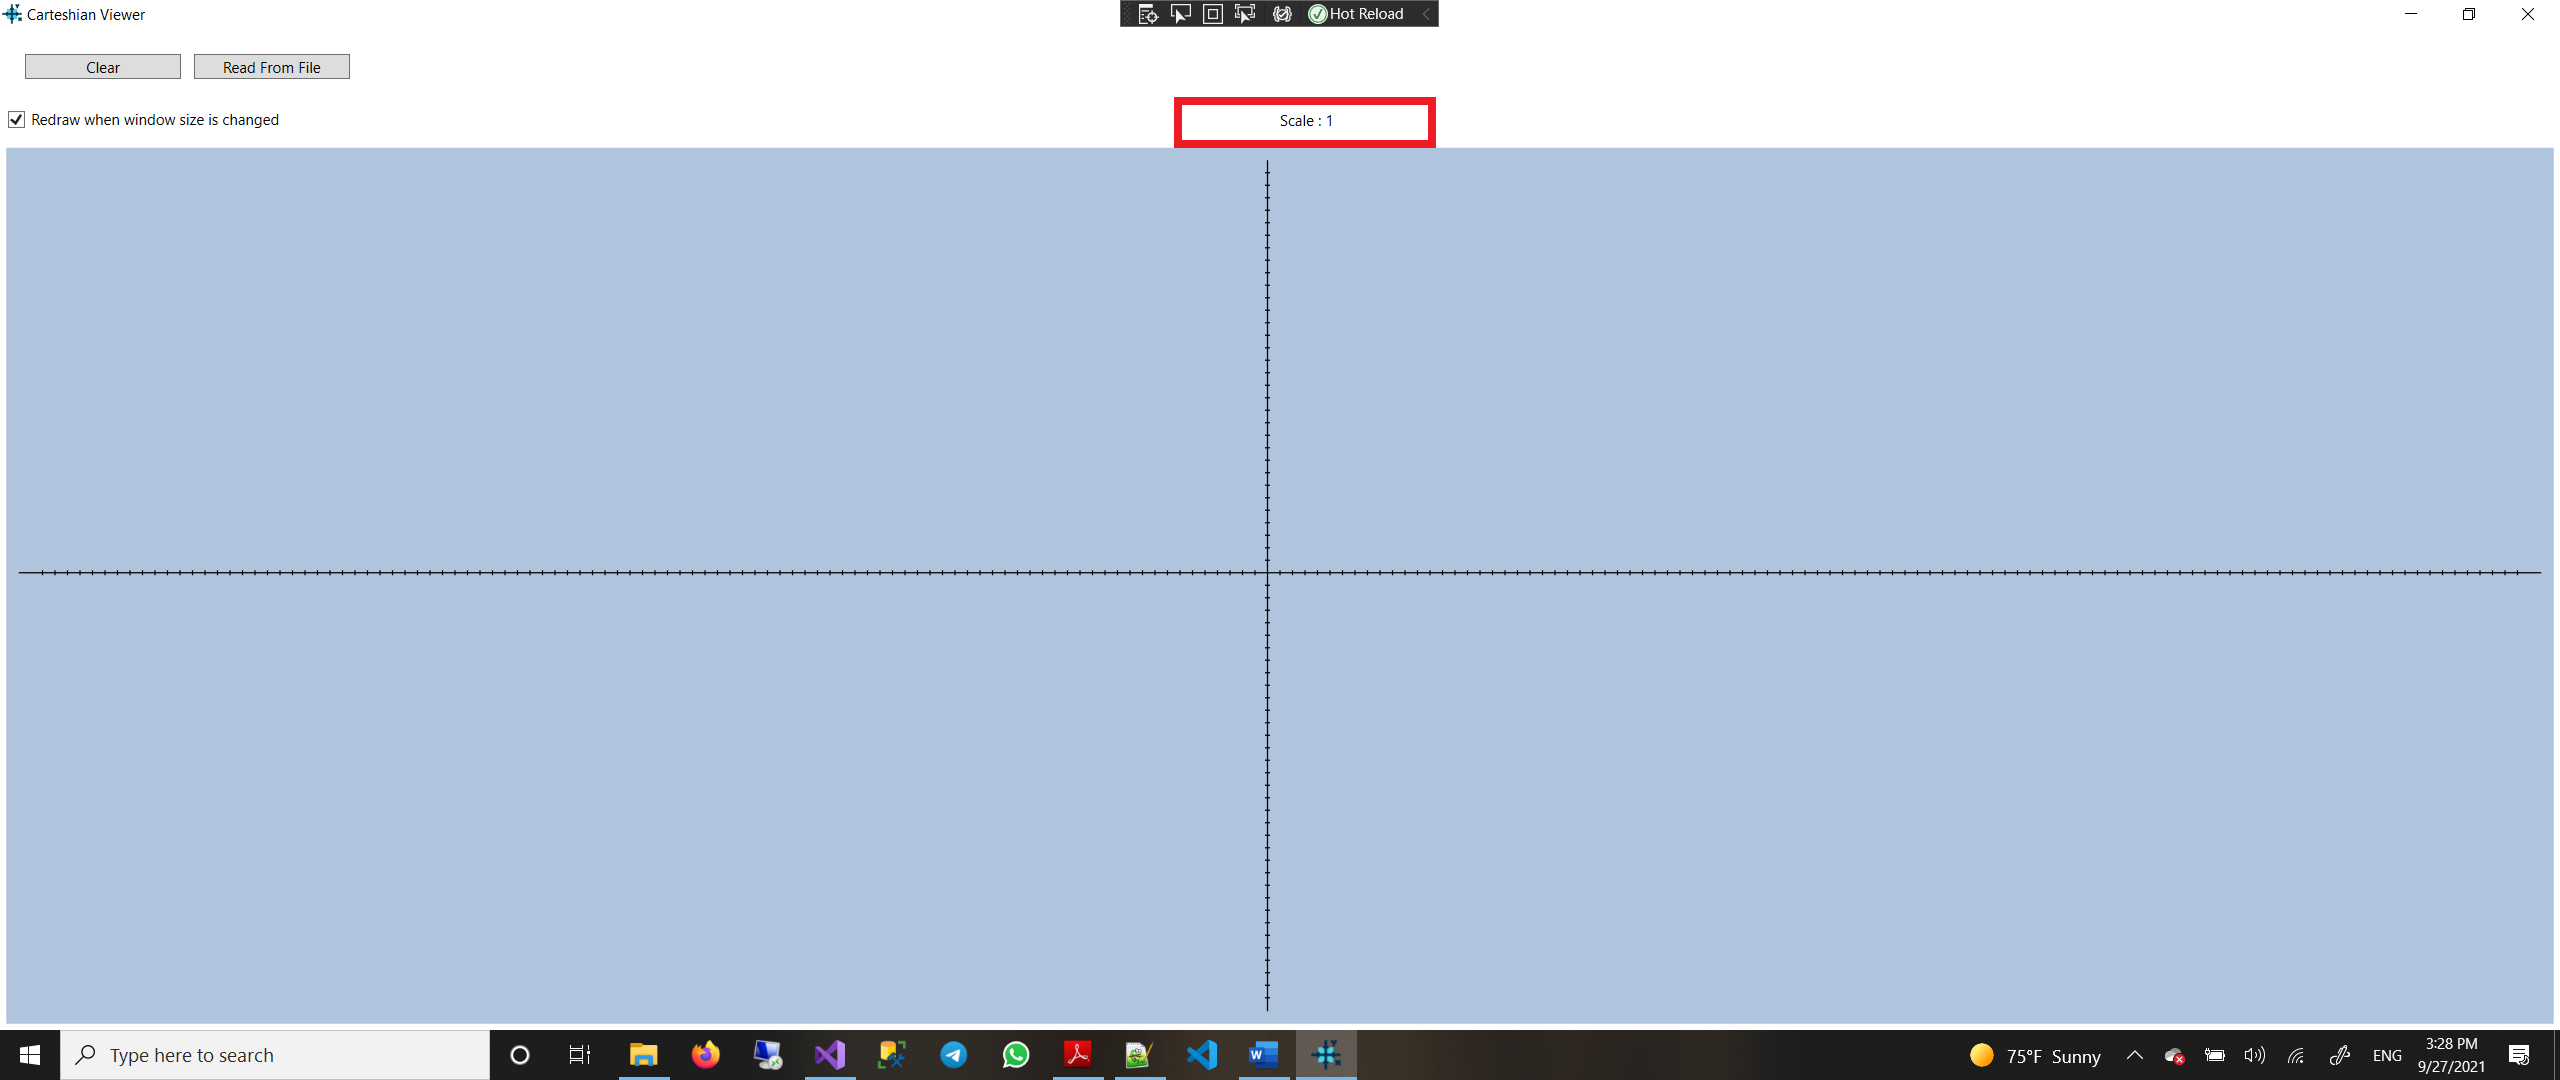 Carteshian Viewer
Hot Reload
Clear
Read From File
Redraw when window size is changed
Scale : 1
Type here to search
75°F Sunny
ENG
3:28 PM
9/27/2021